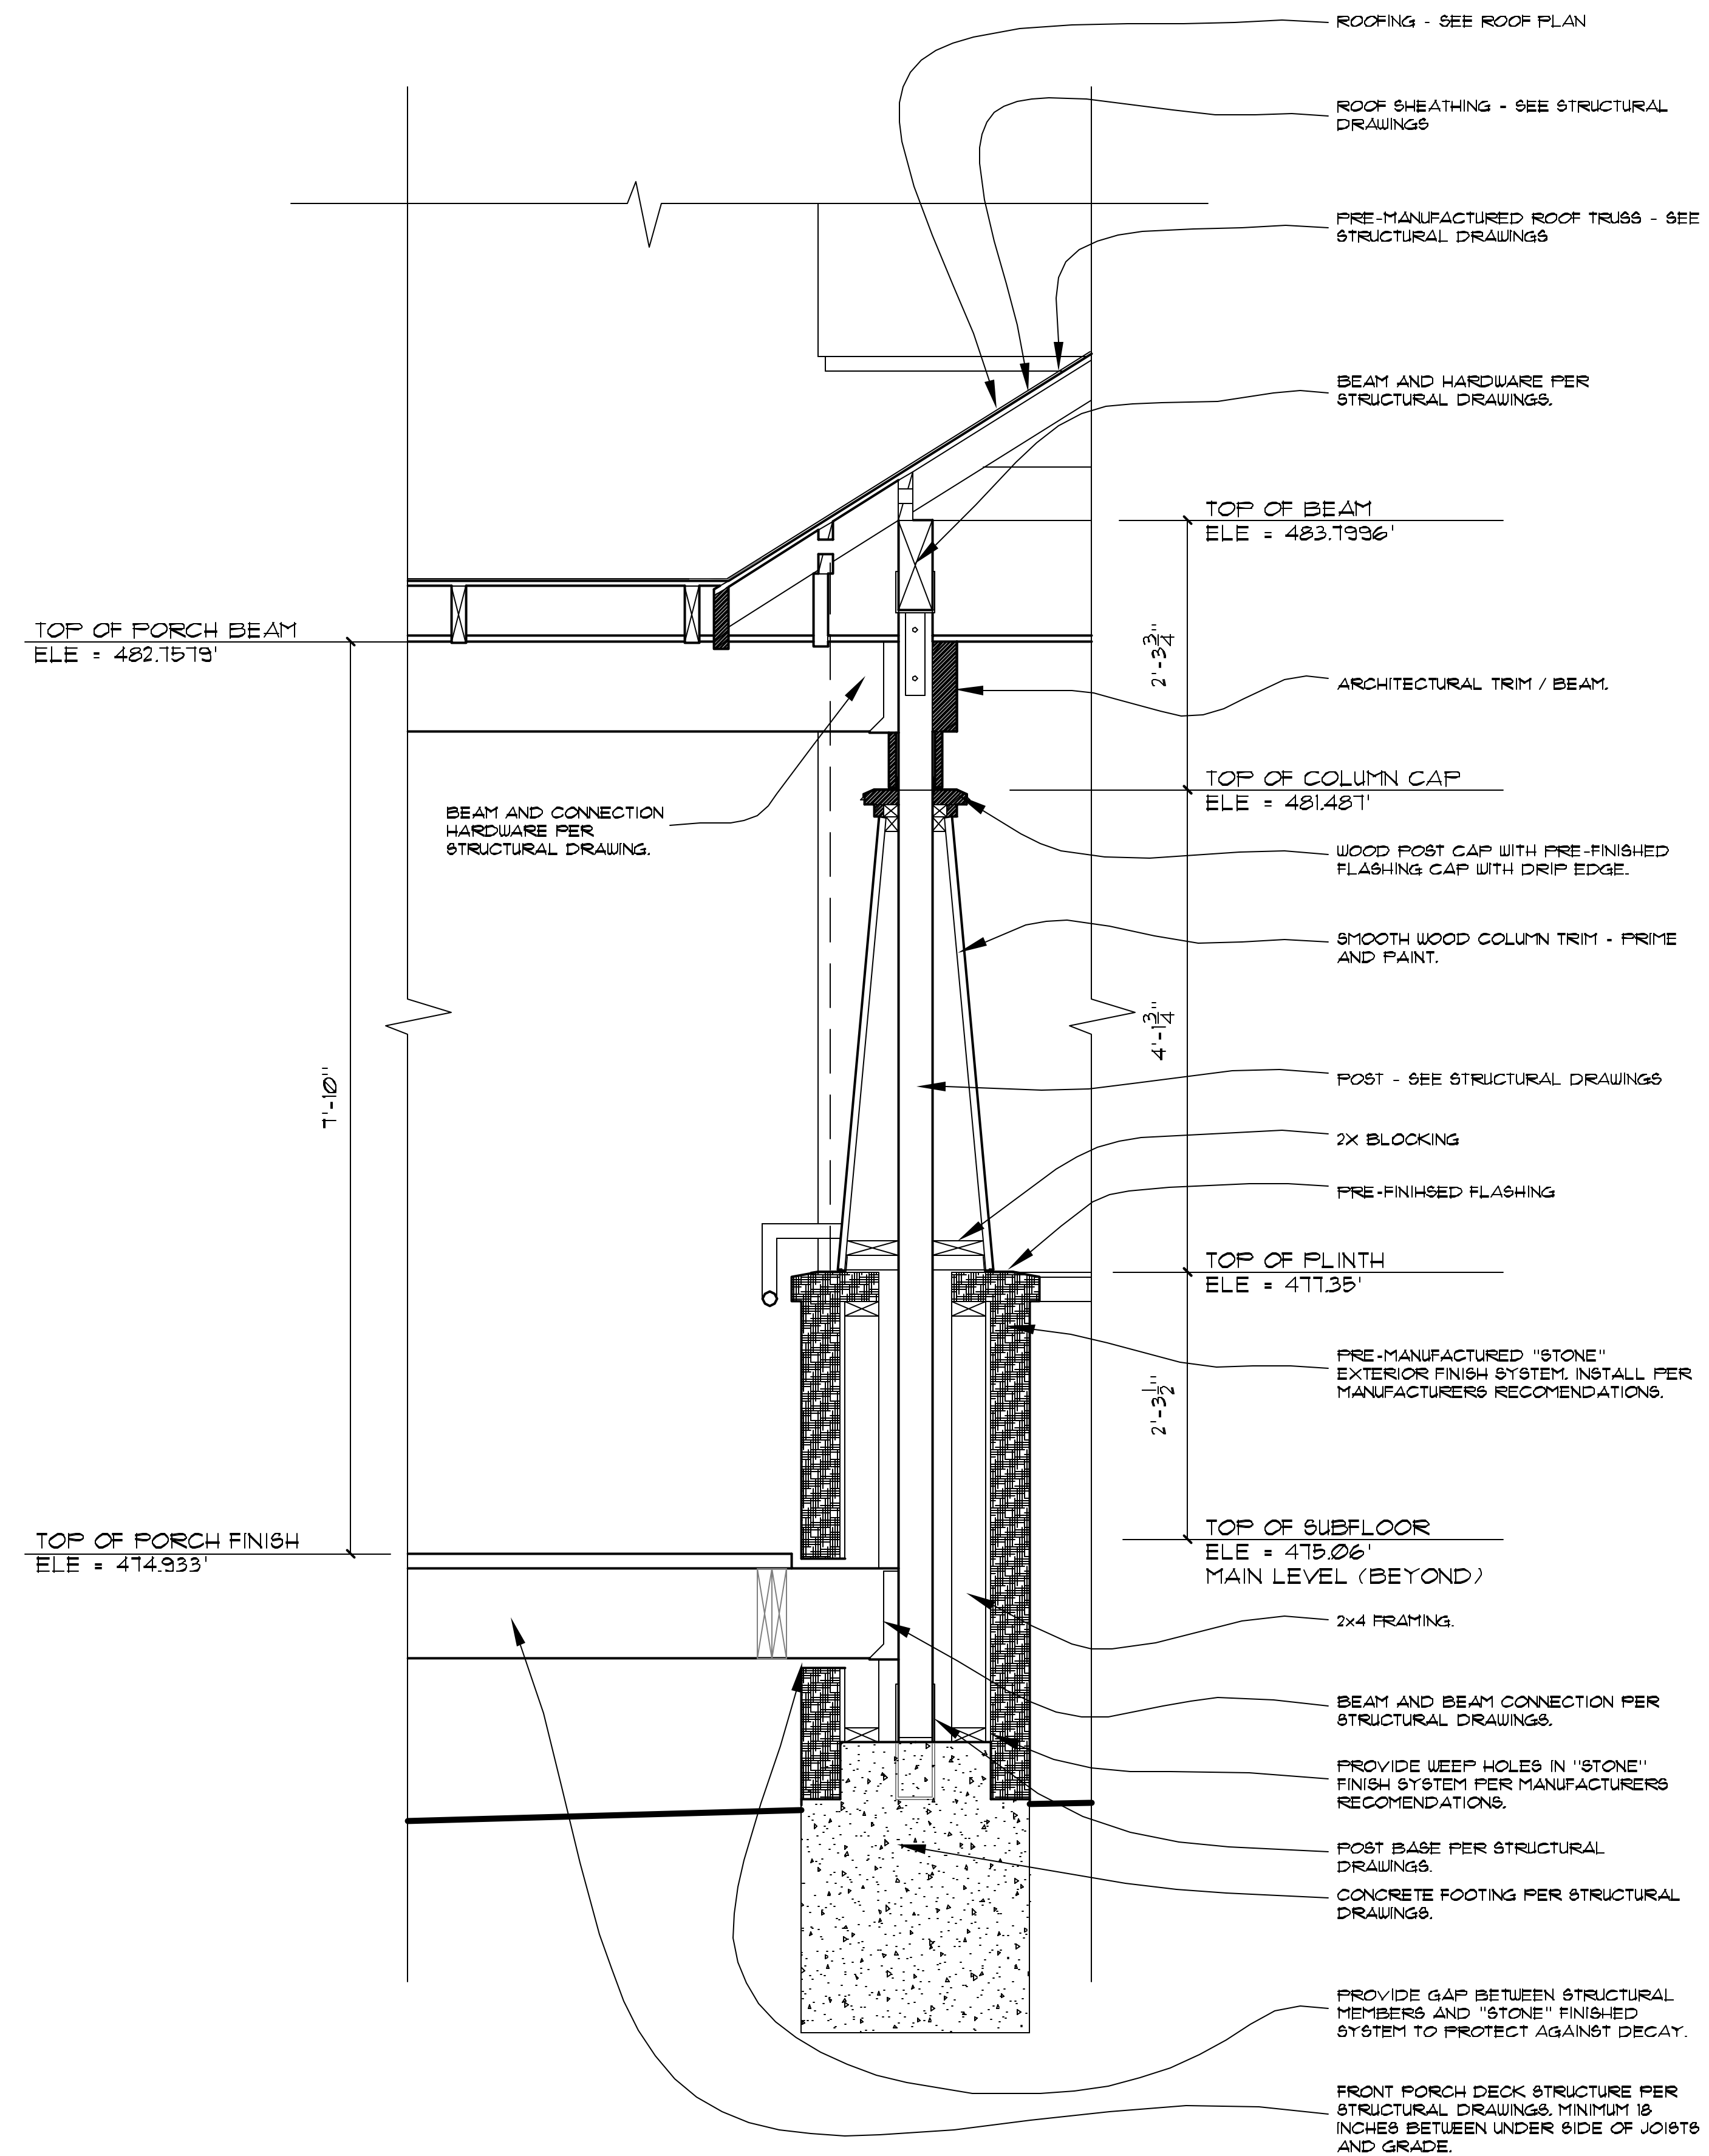 ROOFING - SEE ROOF PLAN
ROOF SHEATHING - SEE STRUCTURAL
DRAWINGS
PRE-MANUFACTURED ROOF TRUSS - SEE
STRUCTURAL DRAWINGS
BEAM AND HARDWARE PER
STRUCTURAL DRAWINGS.
TOP OF BEAM
ELE = 483.7996'
TOP OF PORCH BEAM
ELE = 482.7579'
2'-3 3/4"
ARCHITECTURAL TRIM / BEAM.
TOP OF COLUMN CAP
ELE = 481.487'
BEAM AND CONNECTION
HARDWARE PER
STRUCTURAL DRAWING.
WOOD POST CAP WITH PRE-FINISHED
FLASHING CAP WITH DRIP EDGE.
SMOOTH WOOD COLUMN TRIM - PRIME
AND PAINT.
4'-1 3/4"
7'-10"
POST - SEE STRUCTURAL DRAWINGS
2X BLOCKING
PRE-FINIHSED FLASHING
TOP OF PLINTH
ELE = 477.35'
PRE-MANUFACTURED "STONE"
EXTERIOR FINISH SYSTEM. INSTALL PER
MANUFACTURERS RECOMENDATIONS.
2'-3 1/2"
TOP OF PORCH FINISH
ELE = 474.933'
TOP OF SUBFLOOR
ELE = 475.06'
MAIN LEVEL (BEYOND)
2x4 FRAMING.
BEAM AND BEAM CONNECTION PER
STRUCTURAL DRAWINGS.
PROVIDE WEEP HOLES IN "STONE"
FINISH SYSTEM PER MANUFACTURERS
RECOMENDATIONS.
POST BASE PER STRUCTURAL
DRAWINGS.
CONCRETE FOOTING PER STRUCTURAL
DRAWINGS.
PROVIDE GAP BETWEEN STRUCTURAL
MEMBERS AND "STONE" FINISHED
SYSTEM TO PROTECT AGAINST DECAY.
FRONT PORCH DECK STRUCTURE PER
STRUCTURAL DRAWINGS. MINIMUM 18
INCHES BETWEEN UNDER SIDE OF JOISTS
AND GRADE.